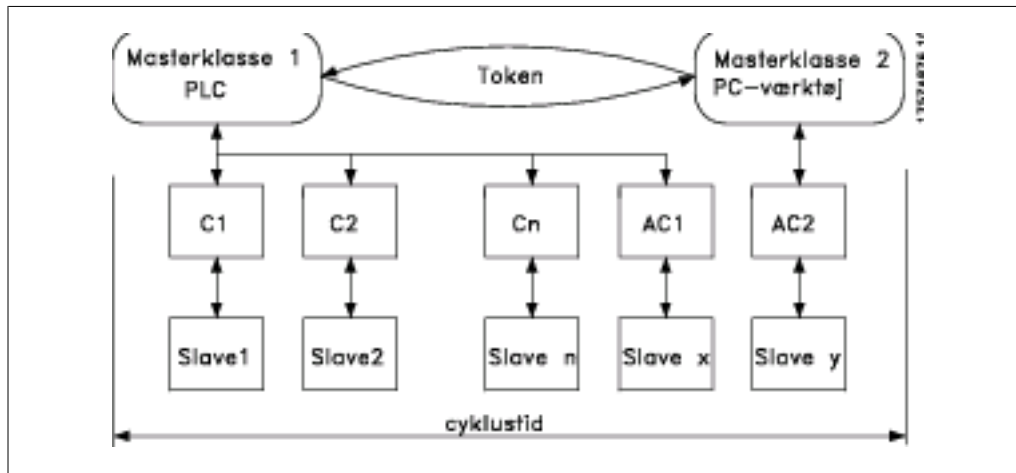 Masterklasse 1
PLC
Token
Masterklasse 2
PC-værktøj
C1
C2
Cn
AC1
AC2
Slave1
Slave2
Slave n
Slave x
Slave y
cyklustid